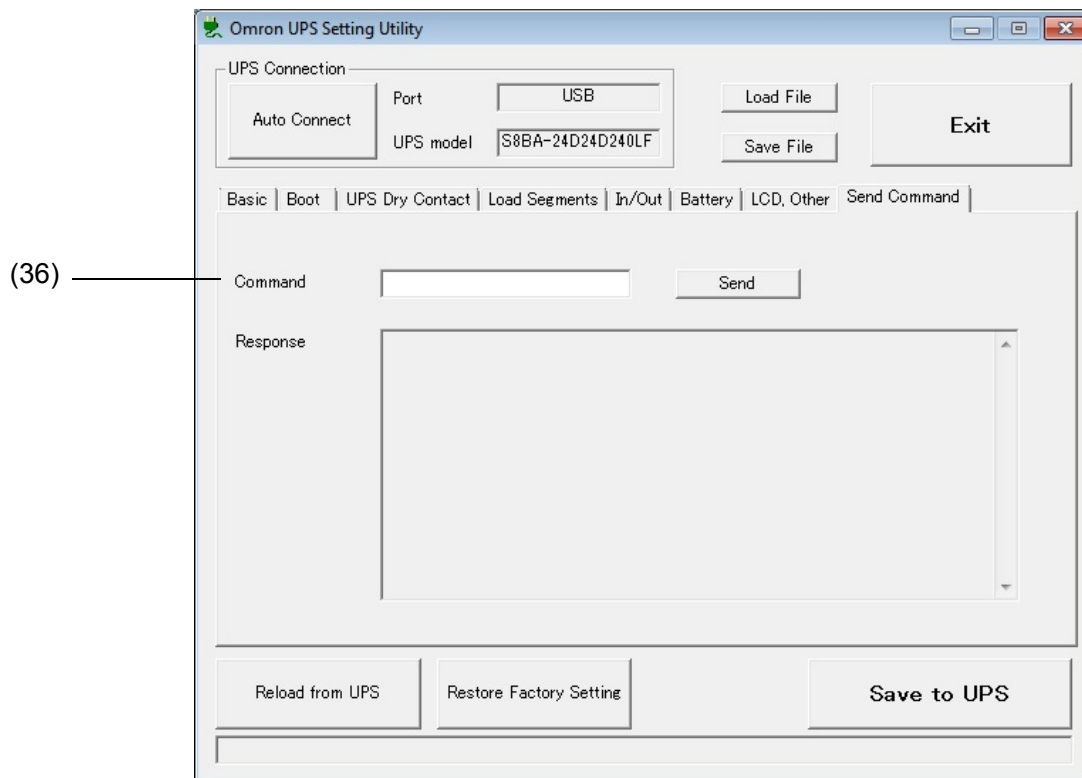 Omron UPS Setting Utility
UPS Connection
Auto Connect
Port
USB
UPS model
S8BA-24D24D240LF
Load File
Save File
Exit
Basic
Boot
UPS Dry Contact
Load Segments
In/Out
Battery
LCD, Other
Send Command
(36)
Command
Send
Response
Reload from UPS
Restore Factory Setting
Save to UPS